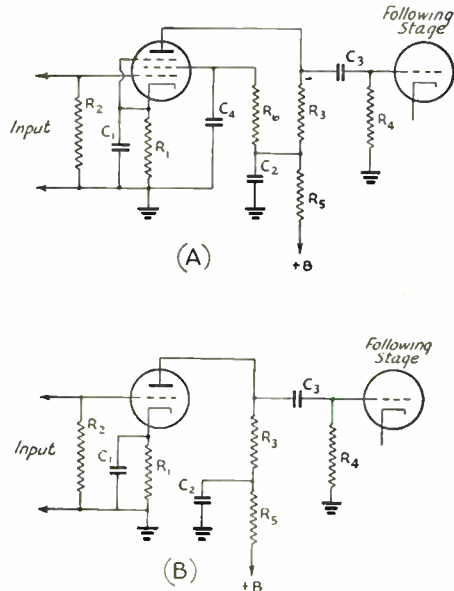 Following
Stage
C3
R2
Input
C1
R1
C4
R6
R3
C2
R4
R5
+B
(A)
Following
Stage
C3
R2
Input
C1
R1
R3
C2
R4
R5
+B
(B)